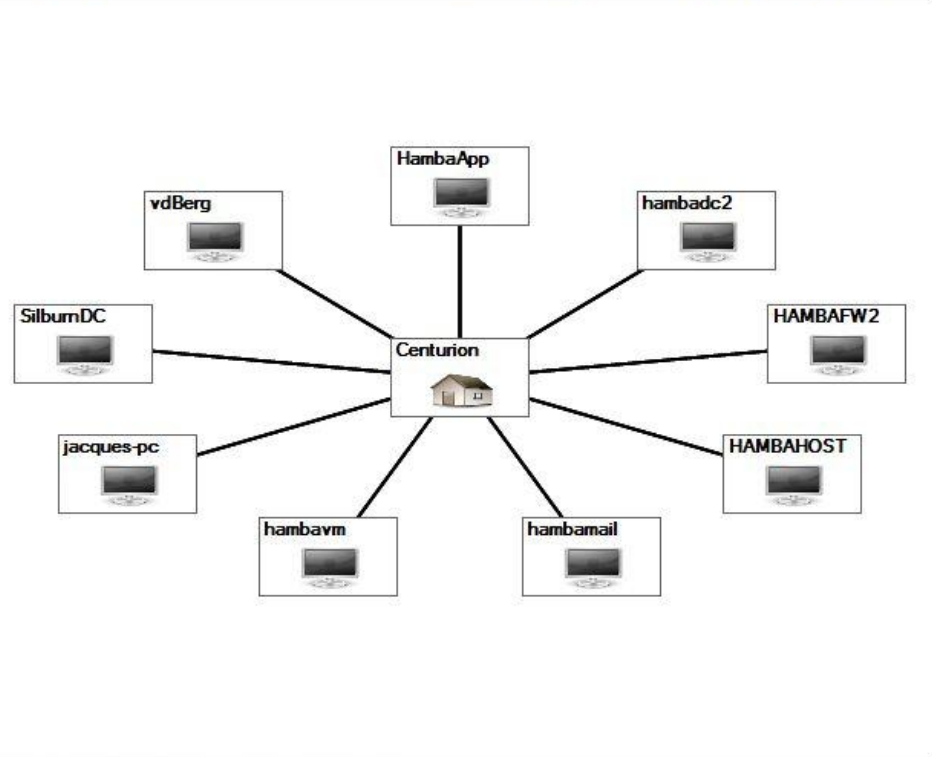 HambaApp
vdBerg
hambadc2
SilburnDC
HAMBAFW2
Centurion
jacques-pc
HAMBAHOST
hambavm
hambamail